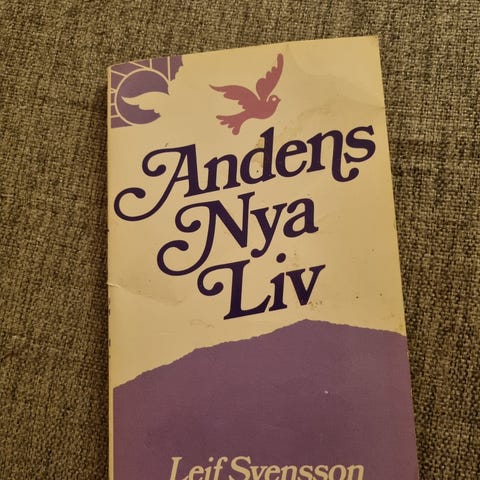 Andens
Nya
Liv
Leif Svensson